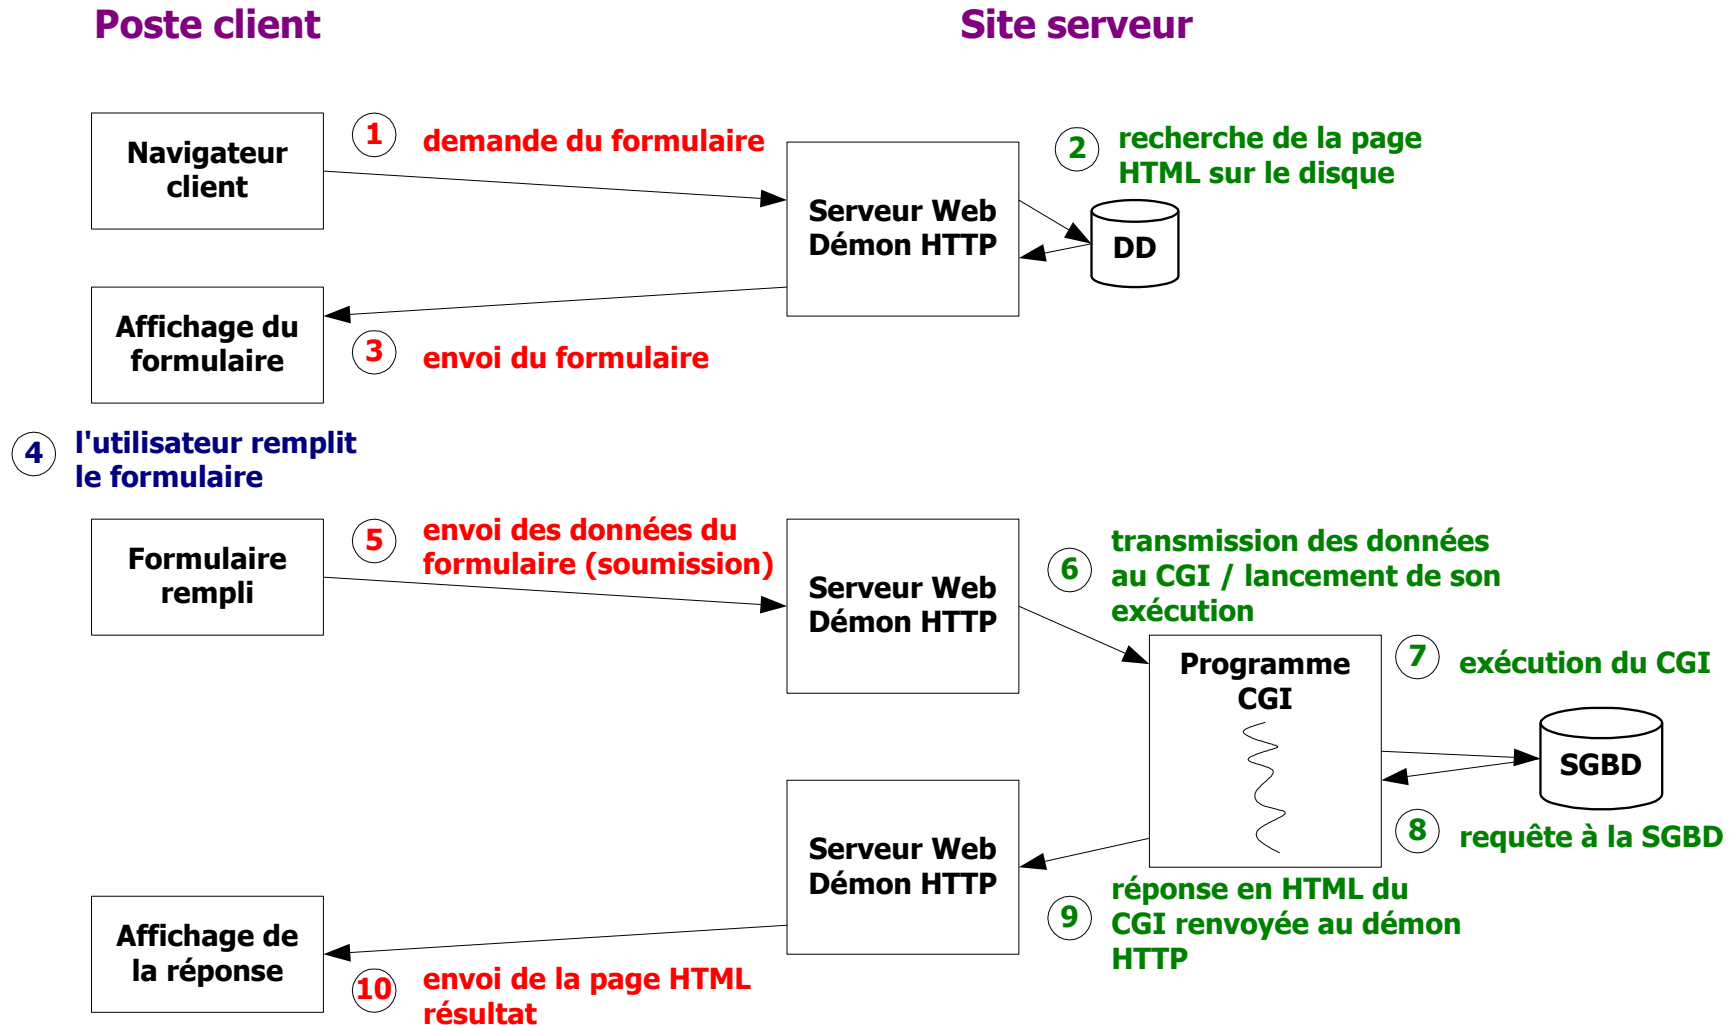 Poste client
Site serveur
1
demande du formulaire
Navigateur
client
2
recherche de la page
HTML sur le disque
Serveur Web
Démon HTTP
DD
Affichage du
formulaire
3
envoi du formulaire
4
l'utilisateur remplit
le formulaire
Formulaire
rempli
5
envoi des données du
formulaire (soumission)
Serveur Web
Démon HTTP
6
transmission des données
au CGI / lancement de son
exécution
Programme
CGI
7
exécution du CGI
SGBD
8
requête à la SGBD
Serveur Web
Démon HTTP
9
réponse en HTML du
CGI renvoyée au démon
HTTP
Affichage de
la réponse
10
envoi de la page HTML
résultat